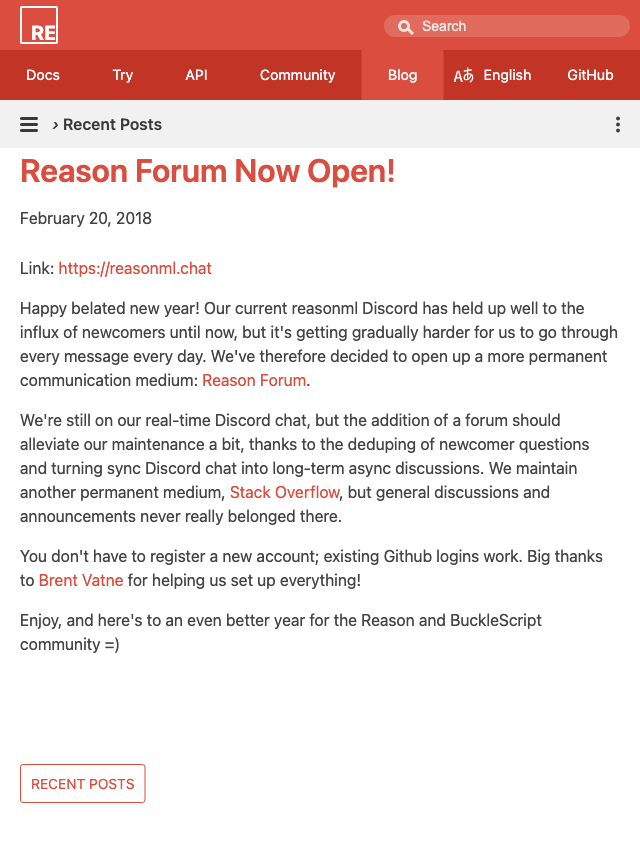 RE
Search
Docs Try API Community Blog Aあ English GitHub
› Recent Posts
Reason Forum Now Open!
February 20, 2018
Link: https://reasonml.chat
Happy belated new year! Our current reasonml Discord has held up well to the
influx of newcomers until now, but it's getting gradually harder for us to go through
every message every day. We've therefore decided to open up a more permanent
communication medium: Reason Forum.
We're still on our real-time Discord chat, but the addition of a forum should
alleviate our maintenance a bit, thanks to the deduping of newcomer questions
and turning sync Discord chat into long-term async discussions. We maintain
another permanent medium, Stack Overflow, but general discussions and
announcements never really belonged there.
You don't have to register a new account; existing Github logins work. Big thanks
to Brent Vatne for helping us set up everything!
Enjoy, and here's to an even better year for the Reason and BuckleScript
community =)
RECENT POSTS